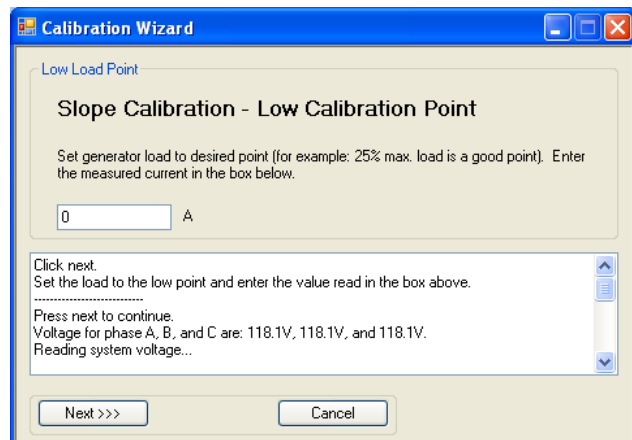 Calibration Wizard
Low Load Point
Slope Calibration - Low Calibration Point
Set generator load to desired point (for example: 25% max. load is a good point). Enter
the measured current in the box below.
0 A
Click next.
Set the load to the low point and enter the value read in the box above.
----------------------------
Press next to continue.
Voltage for phase A, B, and C are: 118.1V, 118.1V, and 118.1V.
Reading system voltage...
Next >>> Cancel